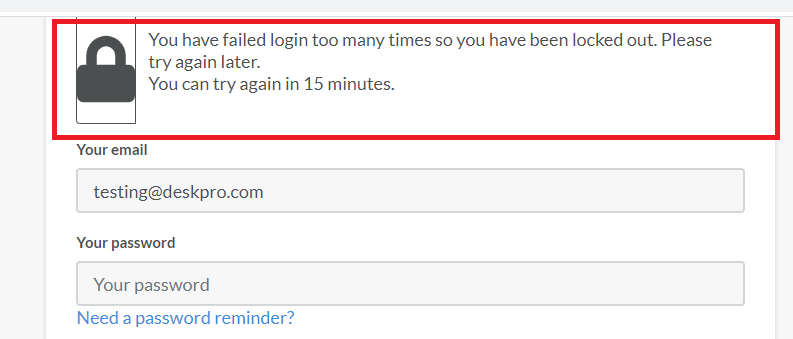 You have failed login too many times so you have been locked out. Please
try again later.
You can try again in 15 minutes.
Your email
testing@deskpro.com
Your password
Your password
Need a password reminder?